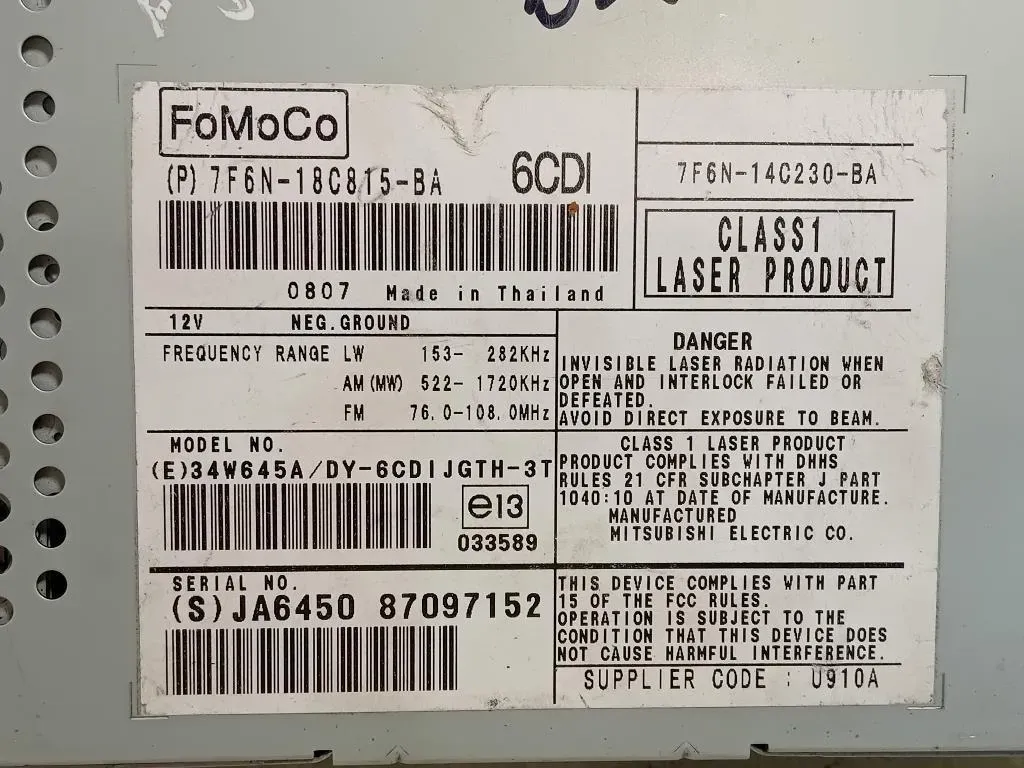 FoMoCo
(P) 7F6N-18C815-BA 6CDI
0807 Made in Thailand
7F6N-14C230-BA
CLASS1
LASER PRODUCT
12V NEG.GROUND
FREQUENCY RANGE LW 153- 282KHz
AM(MW) 522- 1720KHz
FM 76.0-108.0MHz
DANGER
INVISIBLE LASER RADIATION WHEN
OPEN AND INTERLOCK FAILED OR
DEFEATED.
AVOID DIRECT EXPOSURE TO BEAM.
MODEL NO.
(E)34W645A/DY-6CDIJGTH-3T
e13
033589
CLASS 1 LASER PRODUCT
PRODUCT COMPLIES WITH DHHS
RULES 21 CFR SUBCHAPTER J PART
1040:10 AT DATE OF MANUFACTURE.
MANUFACTURED
MITSUBISHI ELECTRIC CO.
SERIAL NO.
(S)JA6450 87097152
THIS DEVICE COMPLIES WITH PART
15 OF THE FCC RULES.
OPERATION IS SUBJECT TO THE
CONDITION THAT THIS DEVICE DOES
NOT CAUSE HARMFUL INTERFERENCE.
SUPPLIER CODE : U910A